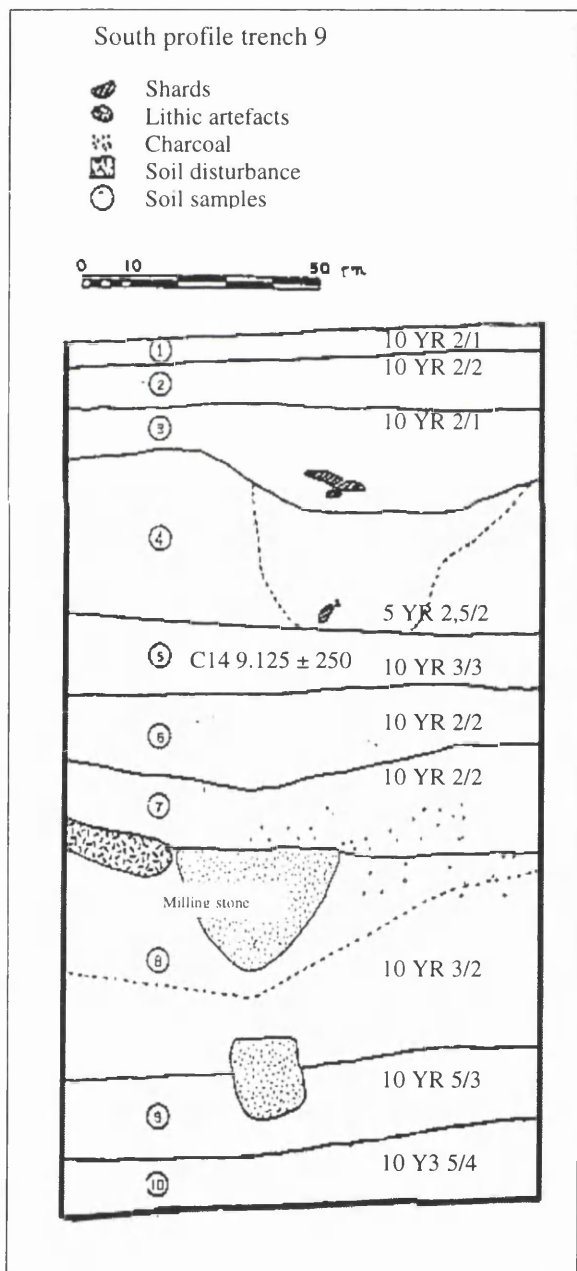 South profile trench 9
Shards
Lithic artefacts
Charcoal
Soil disturbance
Soil samples
0 10 50 cm
1 10 YR 2/1
2 10 YR 2/2
3 10 YR 2/1
4
5 YR 2,5/2
5 C14 9.125 ± 250 10 YR 3/3
6 10 YR 2/2
10 YR 2/2
7
Milling stone
8 10 YR 3/2
10 YR 5/3
9
10 Y3 5/4
10